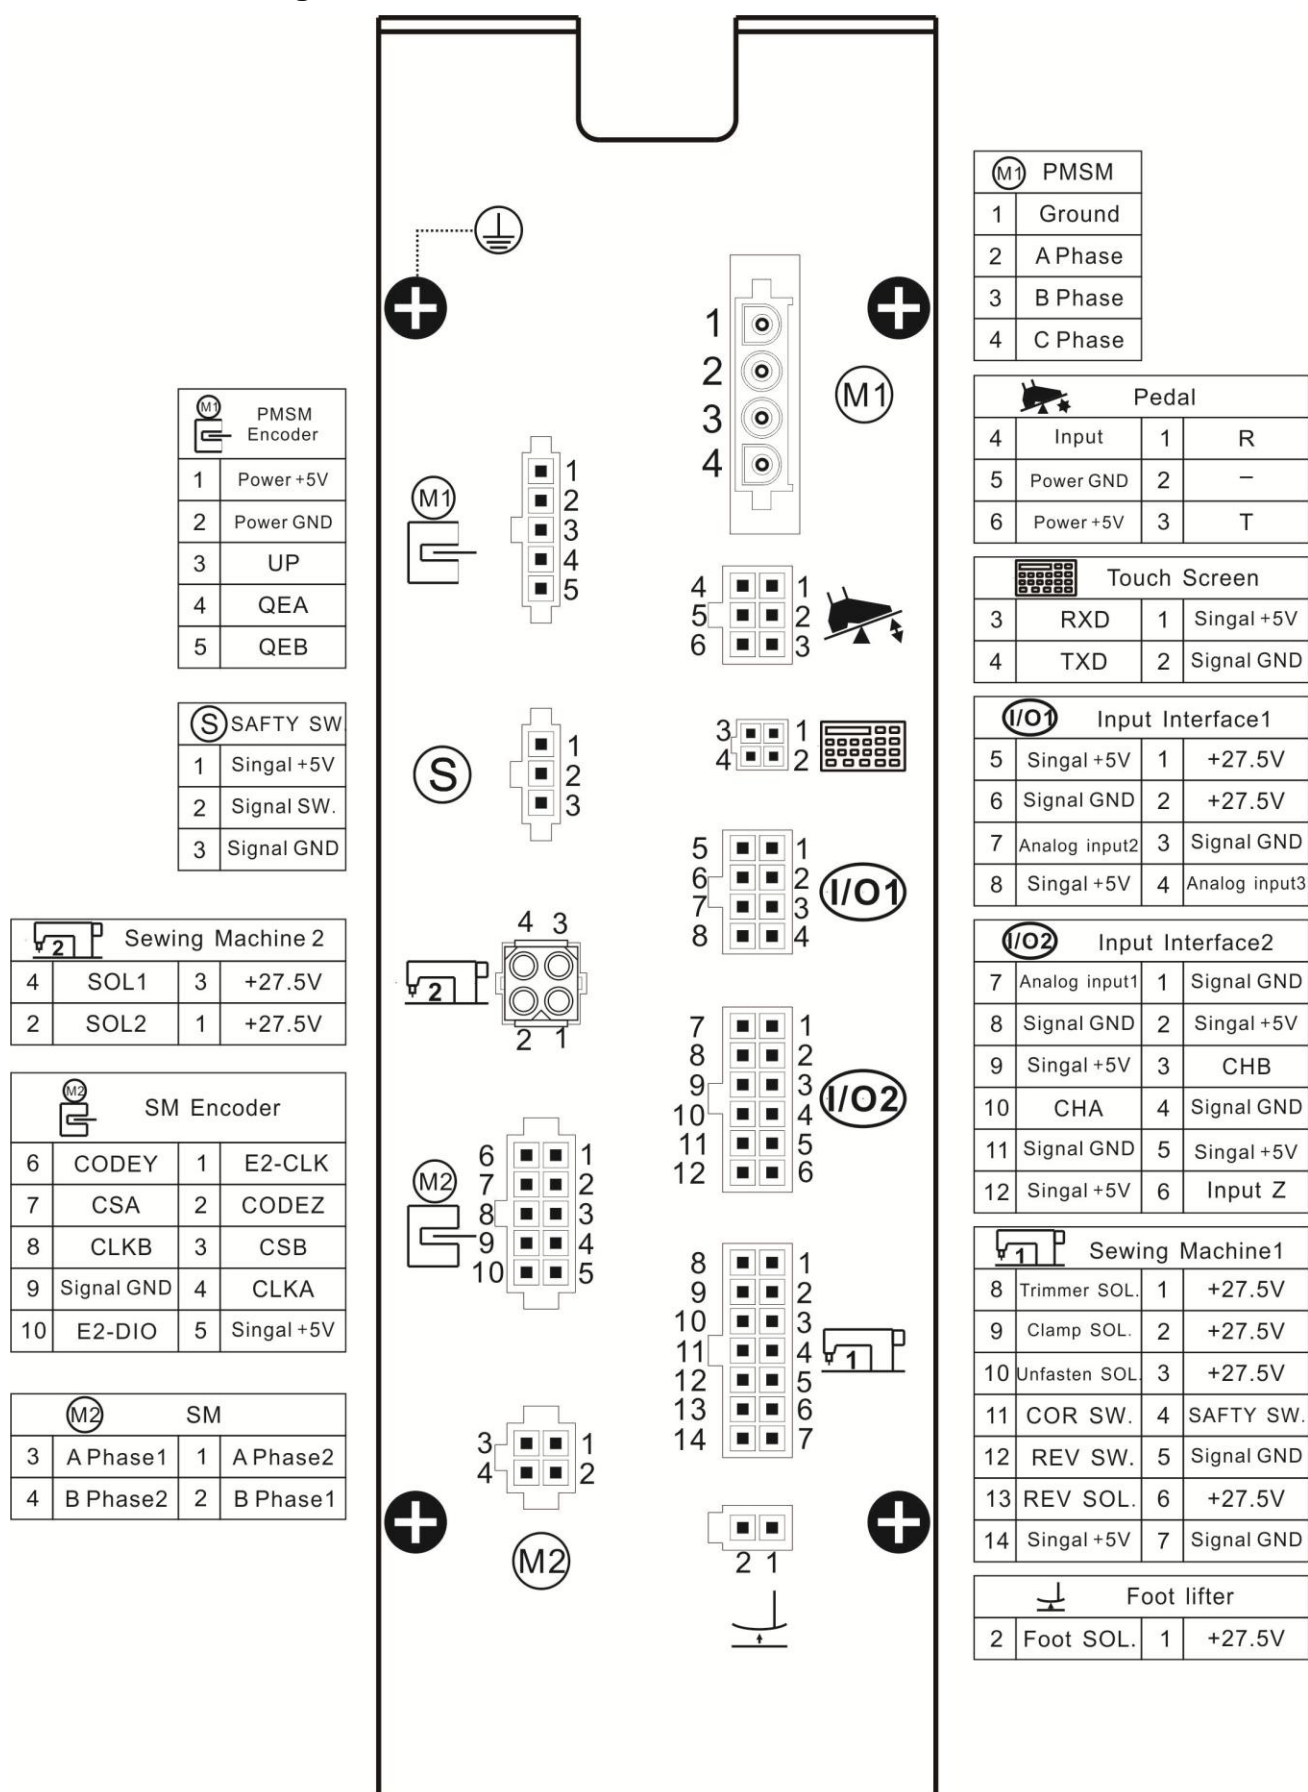 M1 PMSM
1 Ground
2 A Phase
3 B Phase
4 C Phase
Pedal
4 Input 1 R
5 Power GND 2 –
6 Power +5V 3 T
Touch Screen
3 RXD 1 Singal +5V
4 TXD 2 Signal GND
I/O1 Input Interface1
5 Singal +5V 1 +27.5V
6 Signal GND 2 +27.5V
7 Analog input2 3 Signal GND
8 Singal +5V 4 Analog input3
I/O2 Input Interface2
7 Analog input1 1 Signal GND
8 Signal GND 2 Singal +5V
9 Singal +5V 3 CHB
10 CHA 4 Signal GND
11 Signal GND 5 Singal +5V
12 Singal +5V 6 Input Z
1 Sewing Machine1
8 Trimmer SOL. 1 +27.5V
9 Clamp SOL. 2 +27.5V
10 Unfasten SOL. 3 +27.5V
11 COR SW. 4 SAFTY SW.
12 REV SW. 5 Signal GND
13 REV SOL. 6 +27.5V
14 Singal +5V 7 Signal GND
Foot lifter
2 Foot SOL. 1 +27.5V
M1 PMSM
Encoder
1 Power +5V
2 Power GND
3 UP
4 QEA
5 QEB
S SAFTY SW.
1 Singal +5V
2 Signal SW.
3 Signal GND
2 Sewing Machine 2
4 SOL1 3 +27.5V
2 SOL2 1 +27.5V
M2 SM Encoder
6 CODEY 1 E2-CLK
7 CSA 2 CODEZ
8 CLKB 3 CSB
9 Signal GND 4 CLKA
10 E2-DIO 5 Singal +5V
M2 SM
3 A Phase1 1 A Phase2
4 B Phase2 2 B Phase1
M1
1
2
3
4
5
S
1
2
3
4 3
2
2 1
M2
6 1
7 2
8 3
9 4
10 5
3 1
4 2
M2
1
2
3
4
M1
4 1
5 2
6 3
3 1
4 2
5 1
6 2
7 3
8 4
I/O1
7 1
8 2
9 3
10 4
11 5
12 6
I/O2
8 1
9 2
10 3
11 4
12 5
13 6
14 7
1
2 1